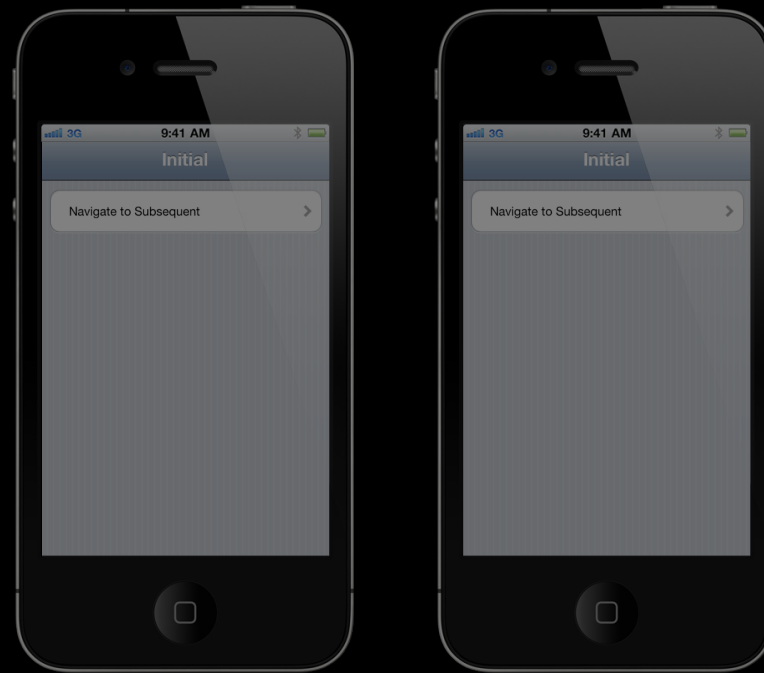 3G 9:41 AM
Initial
Navigate to Subsequent
3G 9:41 AM
Initial
Navigate to Subsequent